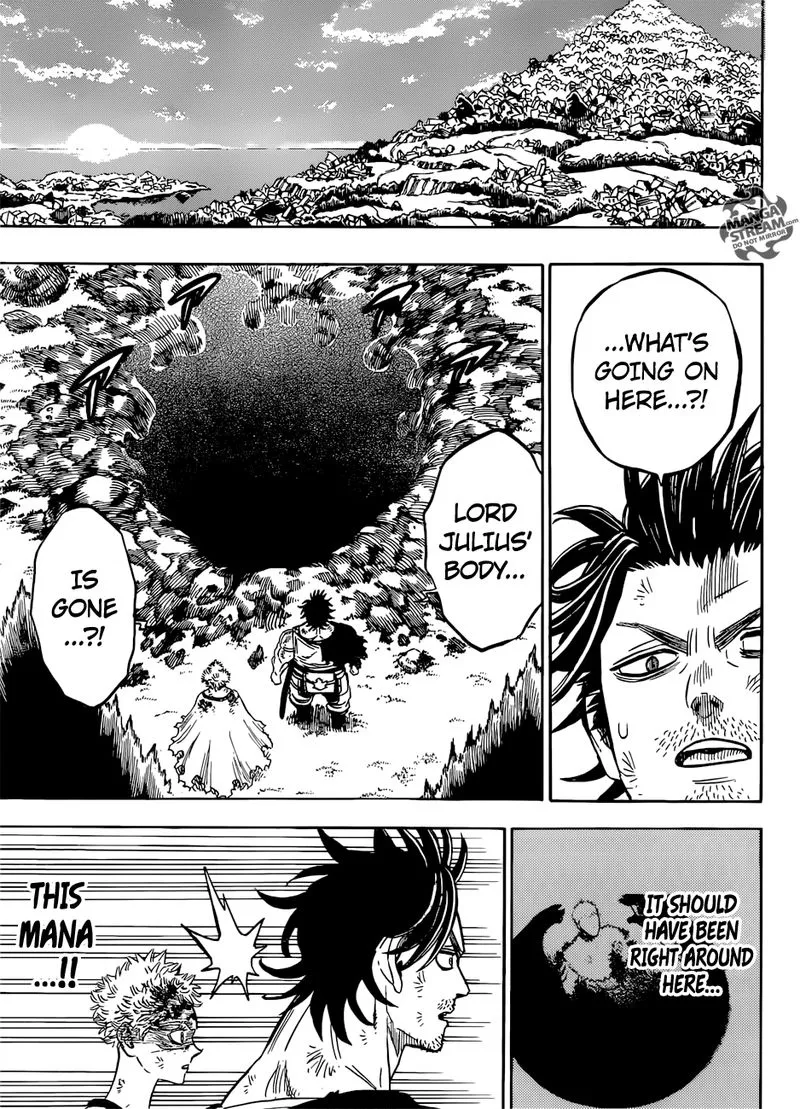 MANGA
STREAM.com
DO NOT MIRROR
...WHAT'S
GOING ON
HERE...?!
LORD
JULIUS'
BODY...
IS
GONE
...?!
IT SHOULD
HAVE BEEN
RIGHT AROUND
HERE...
THIS
MANA
...!!